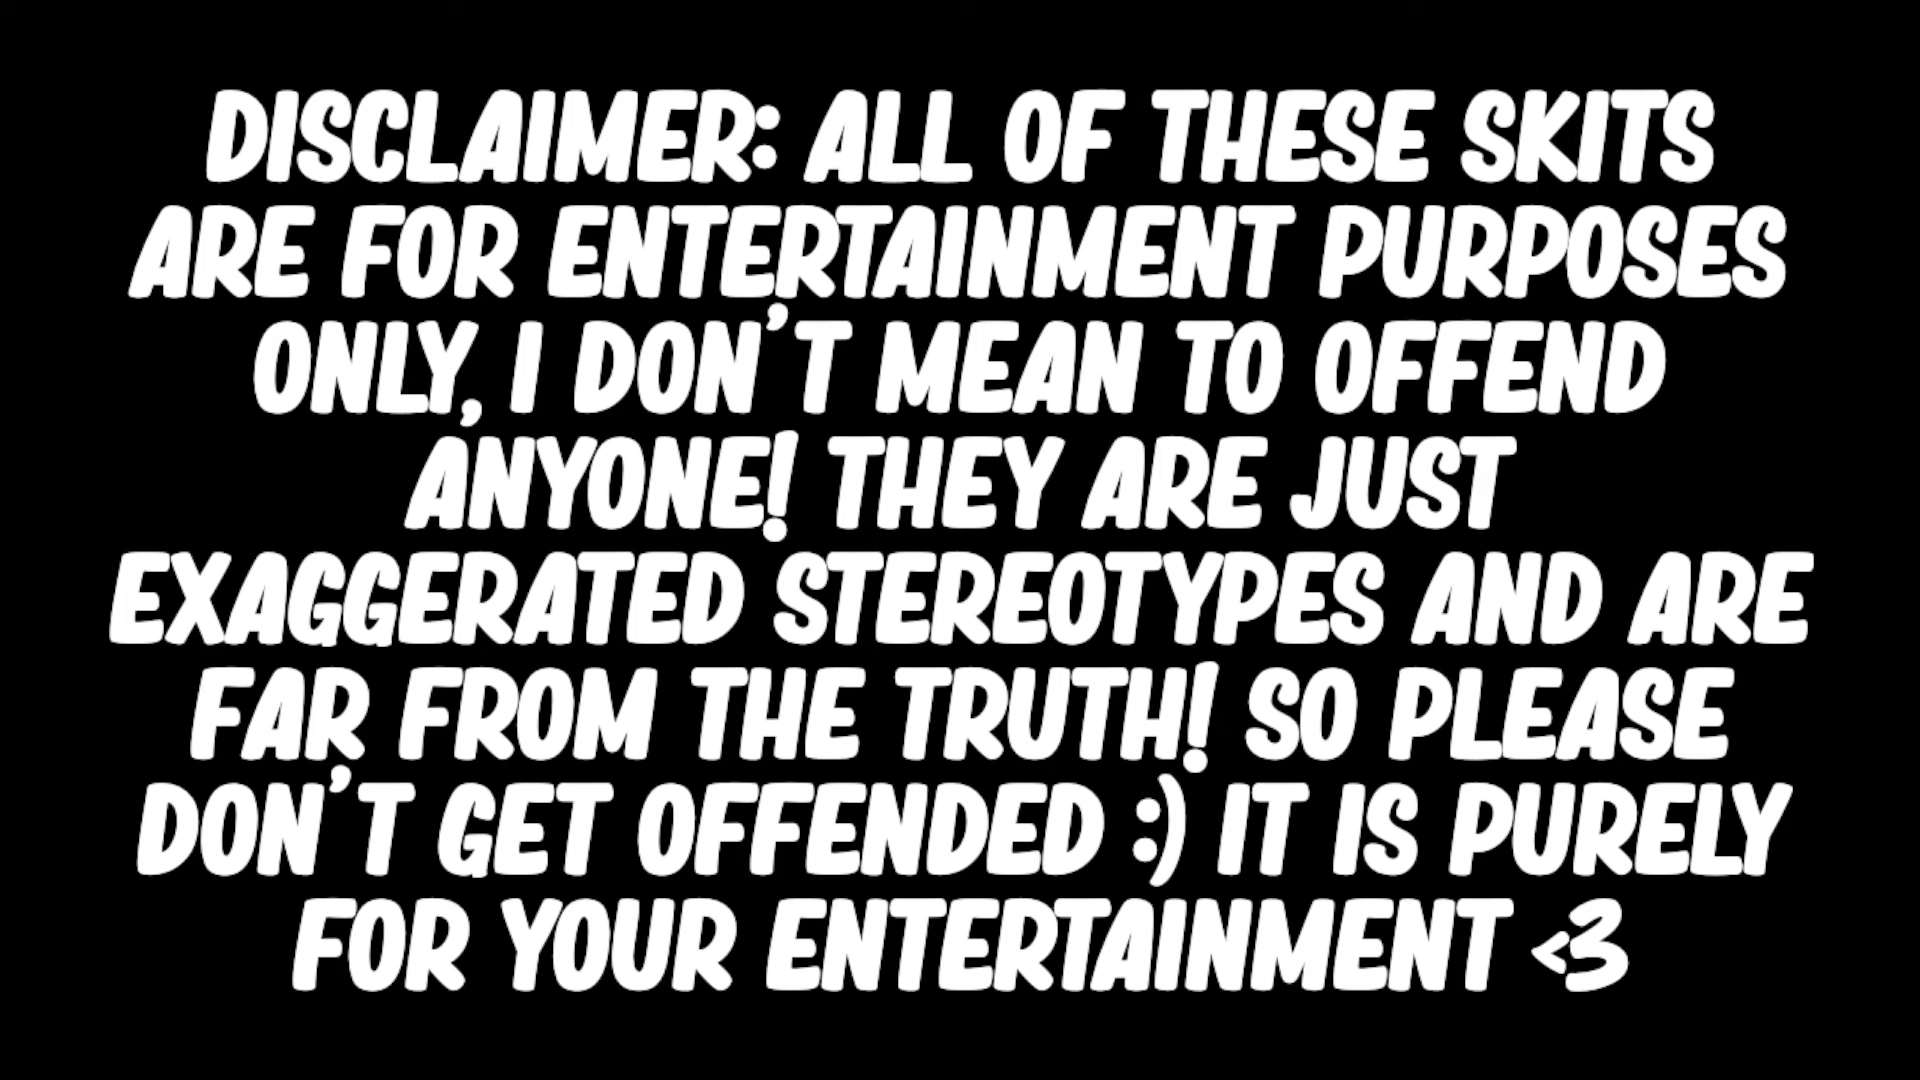 DISCLAIMER: ALL OF THESE SKITS
ARE FOR ENTERTAINMENT PURPOSES
ONLY, I DON'T MEAN TO OFFEND
ANYONE! THEY ARE JUST
EXAGGERATED STEREOTYPES AND ARE
FAR FROM THE TRUTH! SO PLEASE
DON'T GET OFFENDED :) IT IS PURELY
FOR YOUR ENTERTAINMENT <3